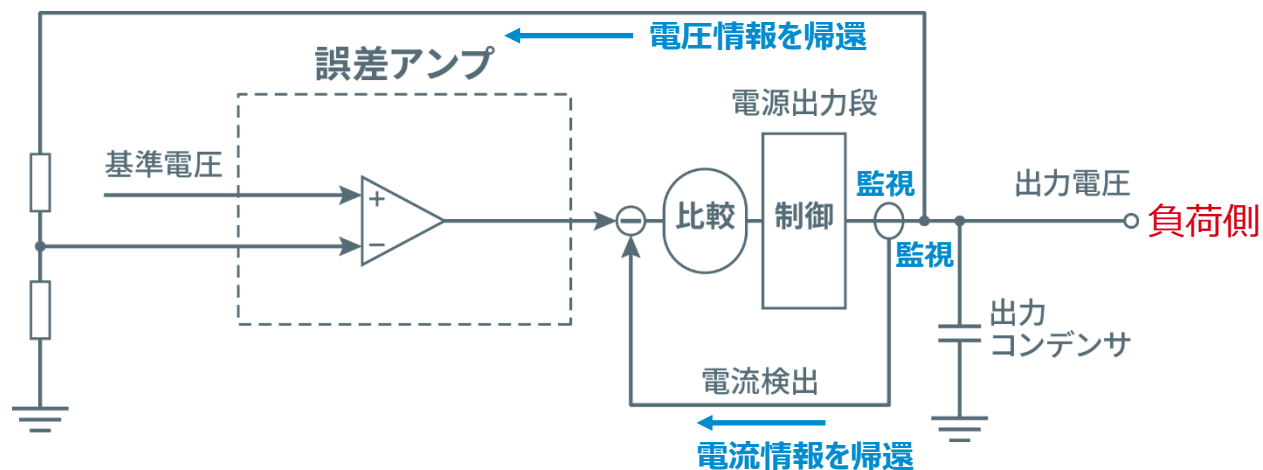 電圧情報を帰還
誤差アンプ
電源出力段
基準電圧
+
−
−
比較
制御
監視
監視
出力電圧
負荷側
出力
コンデンサ
電流検出
電流情報を帰還